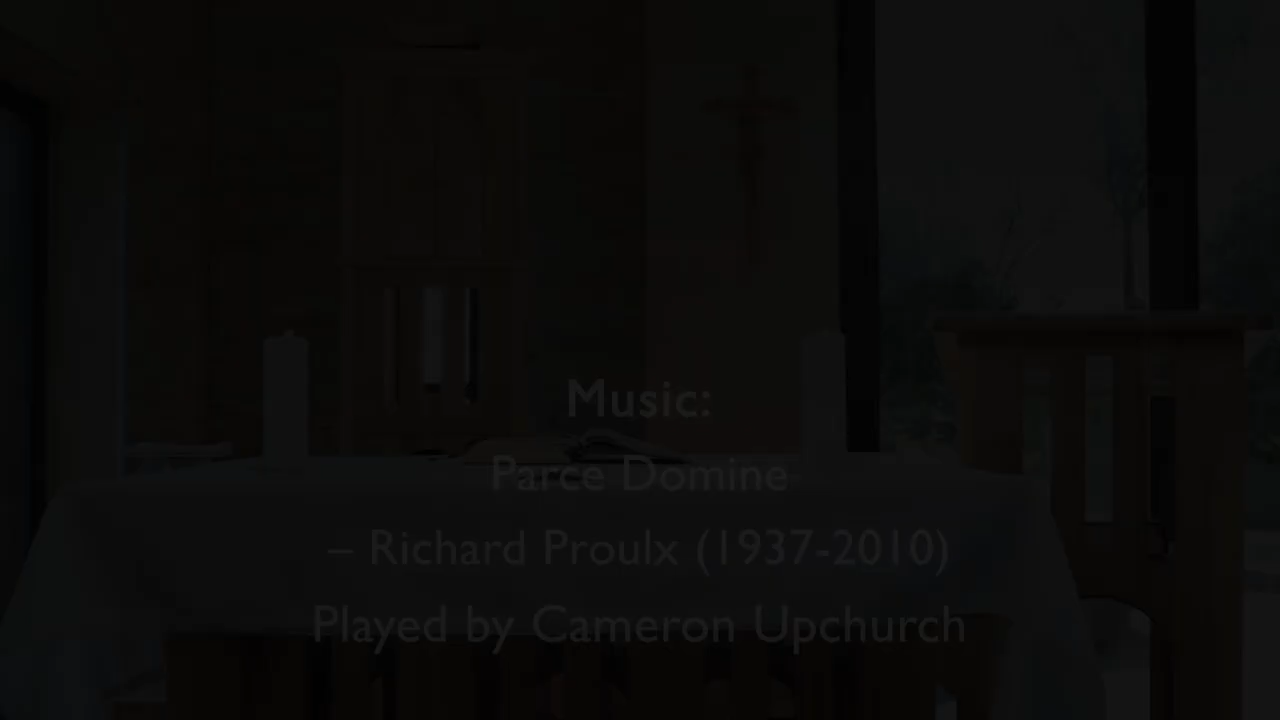 Music:
Parce Domine
– Richard Proulx (1937-2010)
Played by Cameron Upchurch